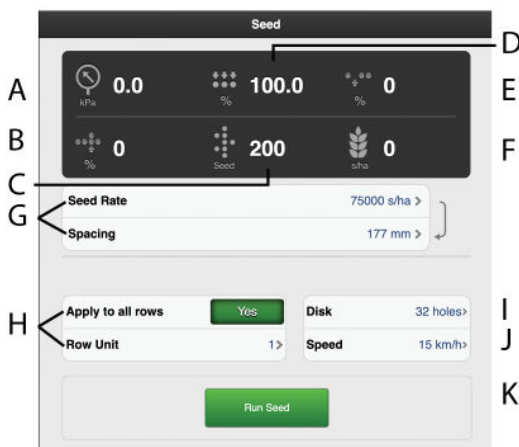 Seed
D
A
kPa
0.0
%
100.0
%
0
E
B
%
0
Seed
200
s/ha
0
F
C
G
Seed Rate
75000 s/ha >
Spacing
177 mm >
H
Apply to all rows
Yes
Disk
32 holes>
I
Row Unit
1>
Speed
15 km/h>
J
Run Seed
K